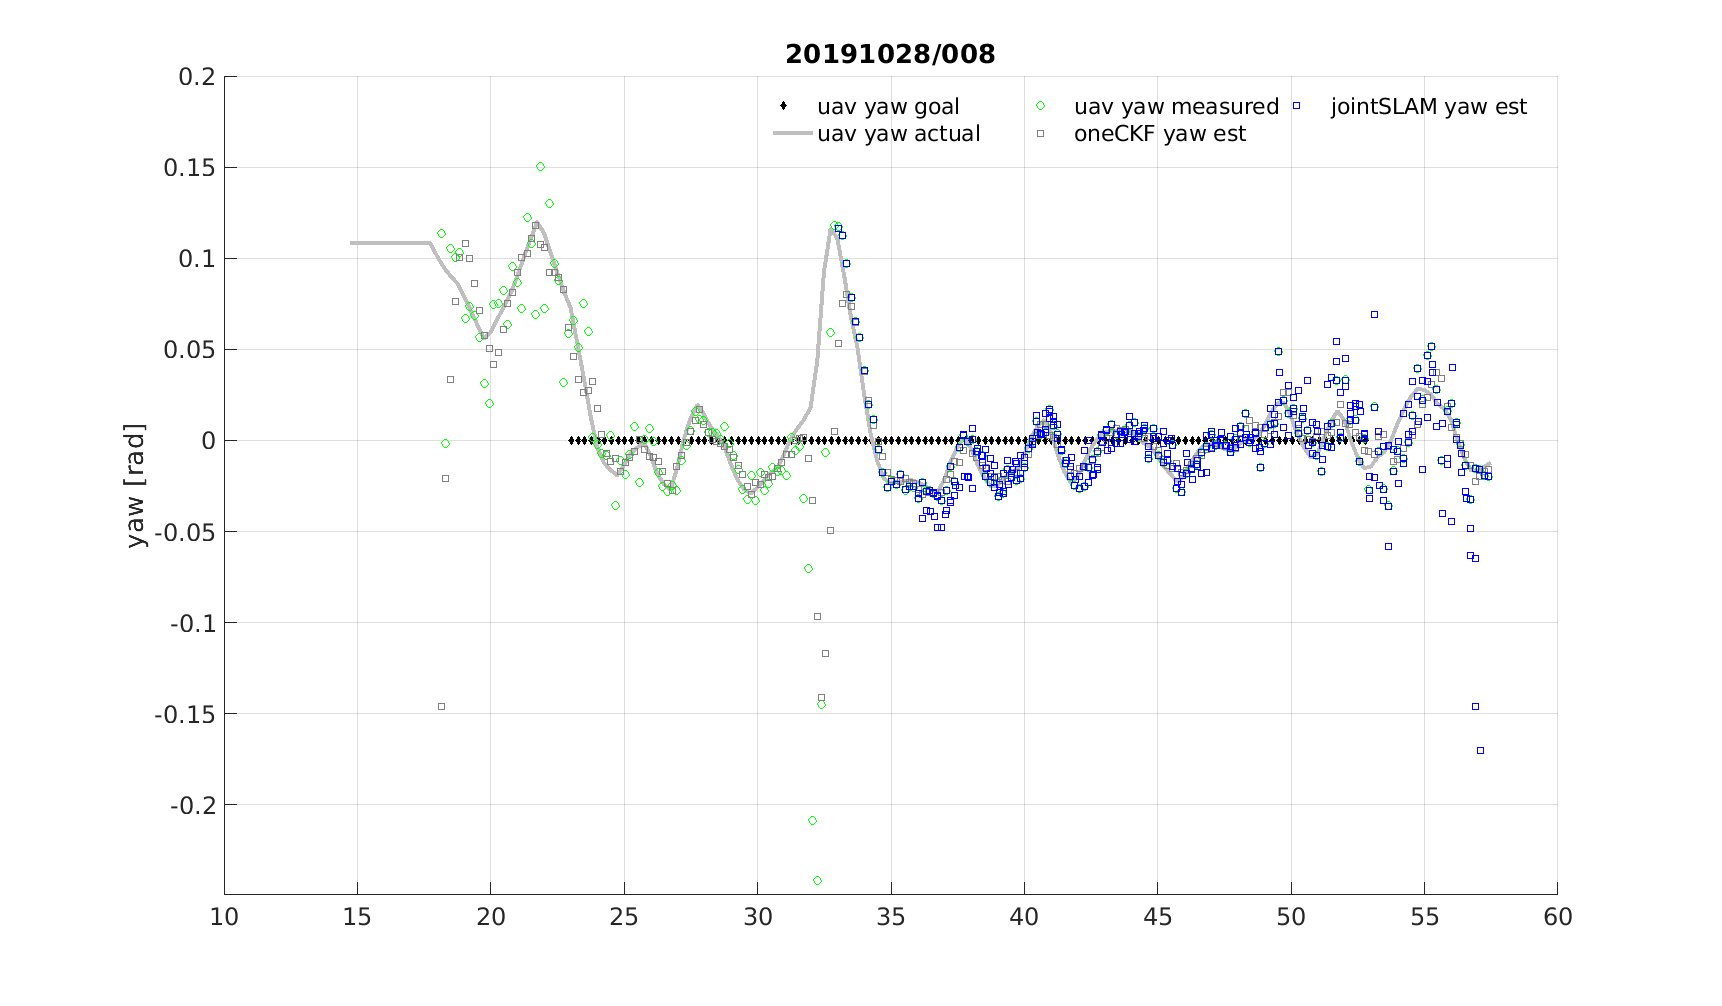 20191028/008
uav yaw goal
uav yaw actual
uav yaw measured
oneCKF yaw est
jointSLAM yaw est
yaw [rad]
0.2
0.15
0.1
0.05
0
-0.05
-0.1
-0.15
-0.2
10 15 20 25 30 35 40 45 50 55 60